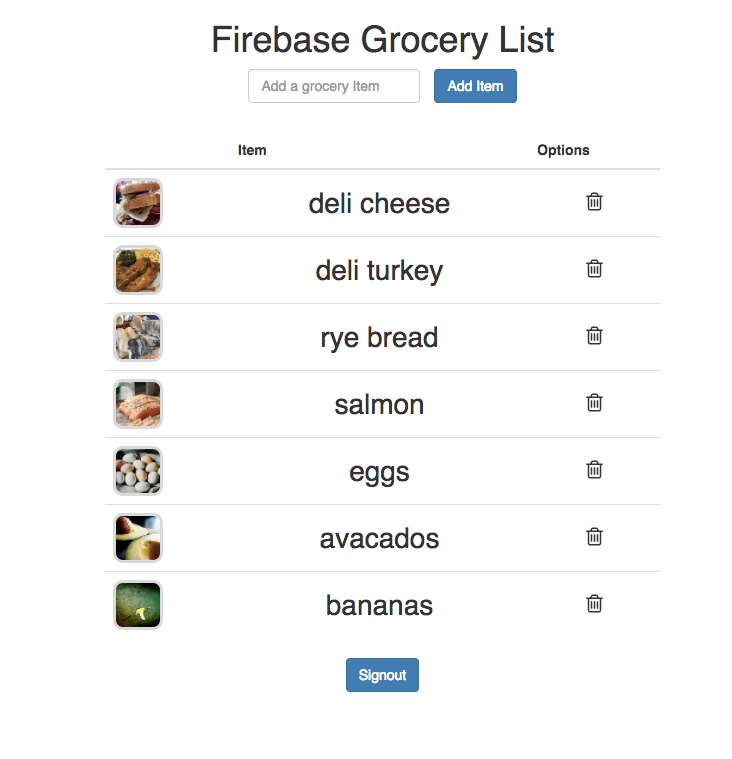 Firebase Grocery List
Add a grocery Item Add Item
Item Options
deli cheese
deli turkey
rye bread
salmon
eggs
avacados
bananas
Signout